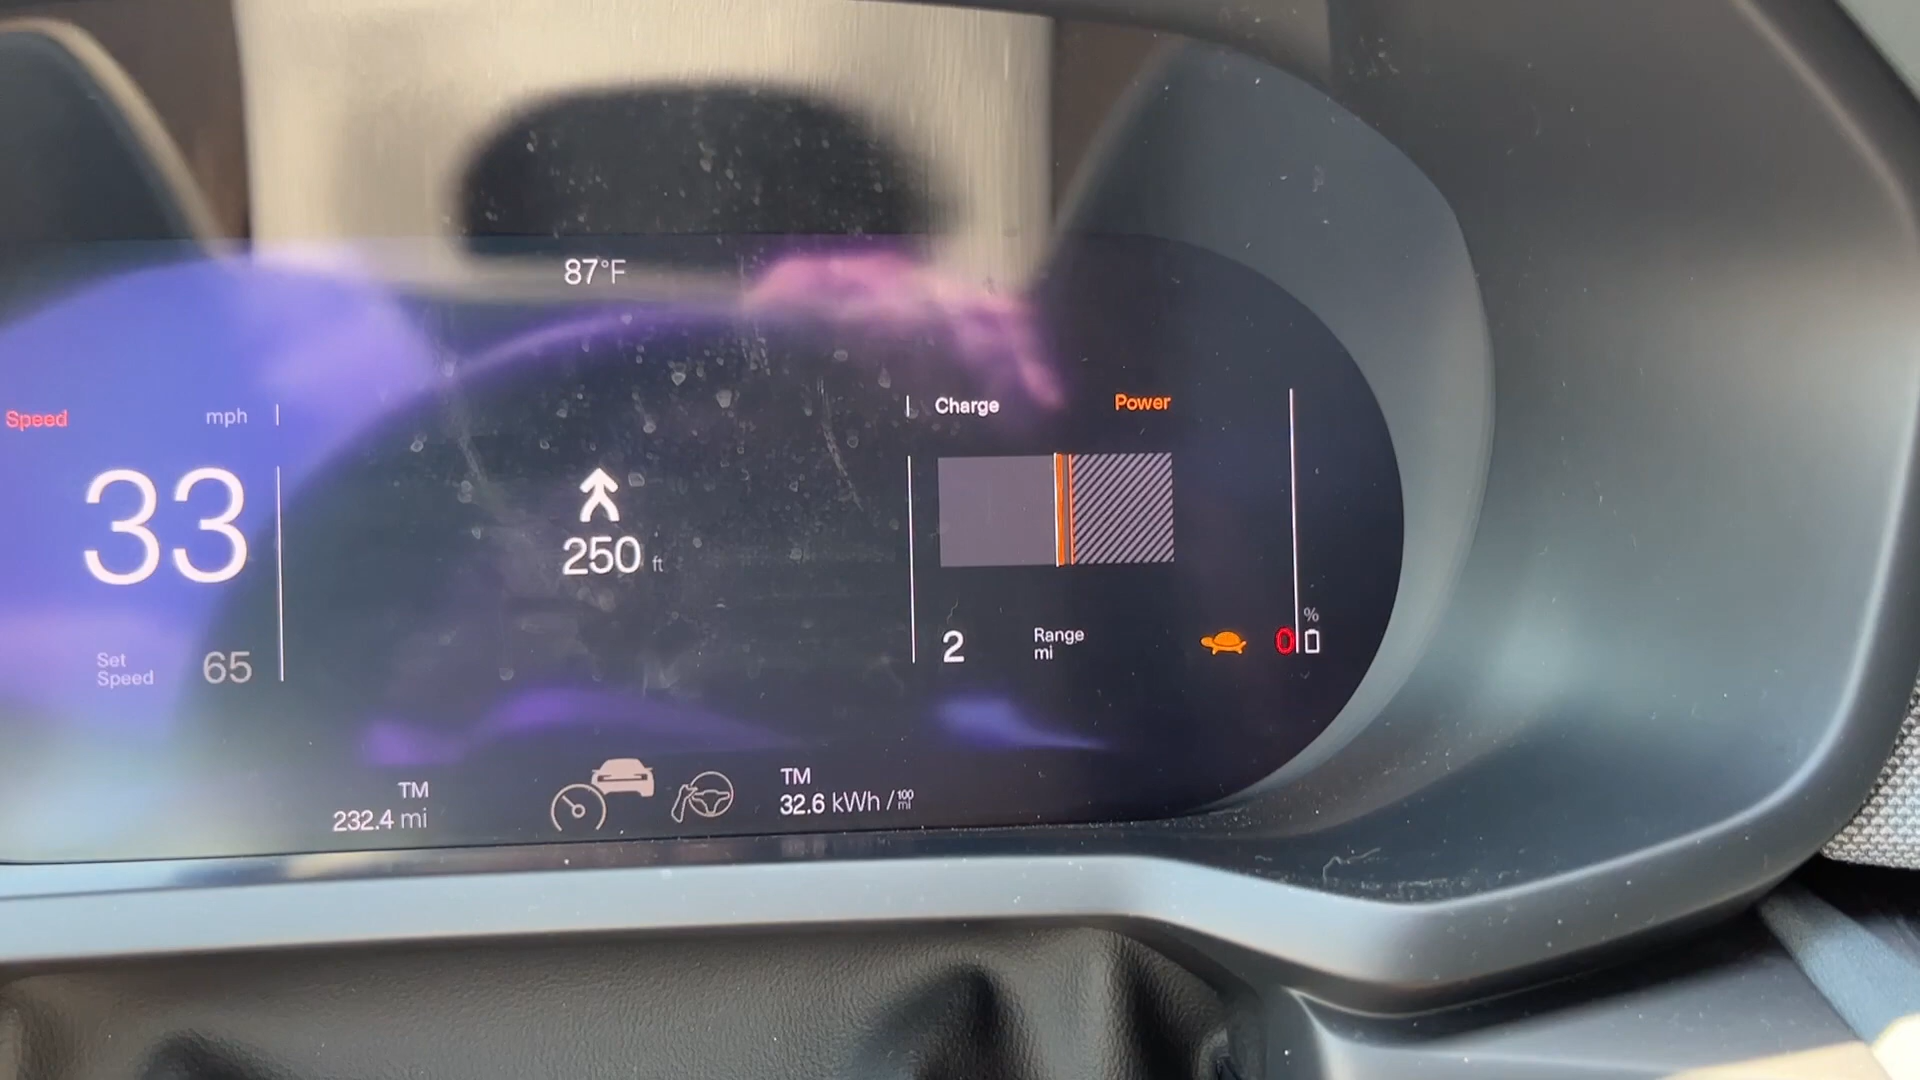 87°F
Speed mph
33
Set
Speed 65
250 ft
Charge Power
2 Range
mi
0 %
TM
232.4 mi
TM
32.6 kWh / 100
mi